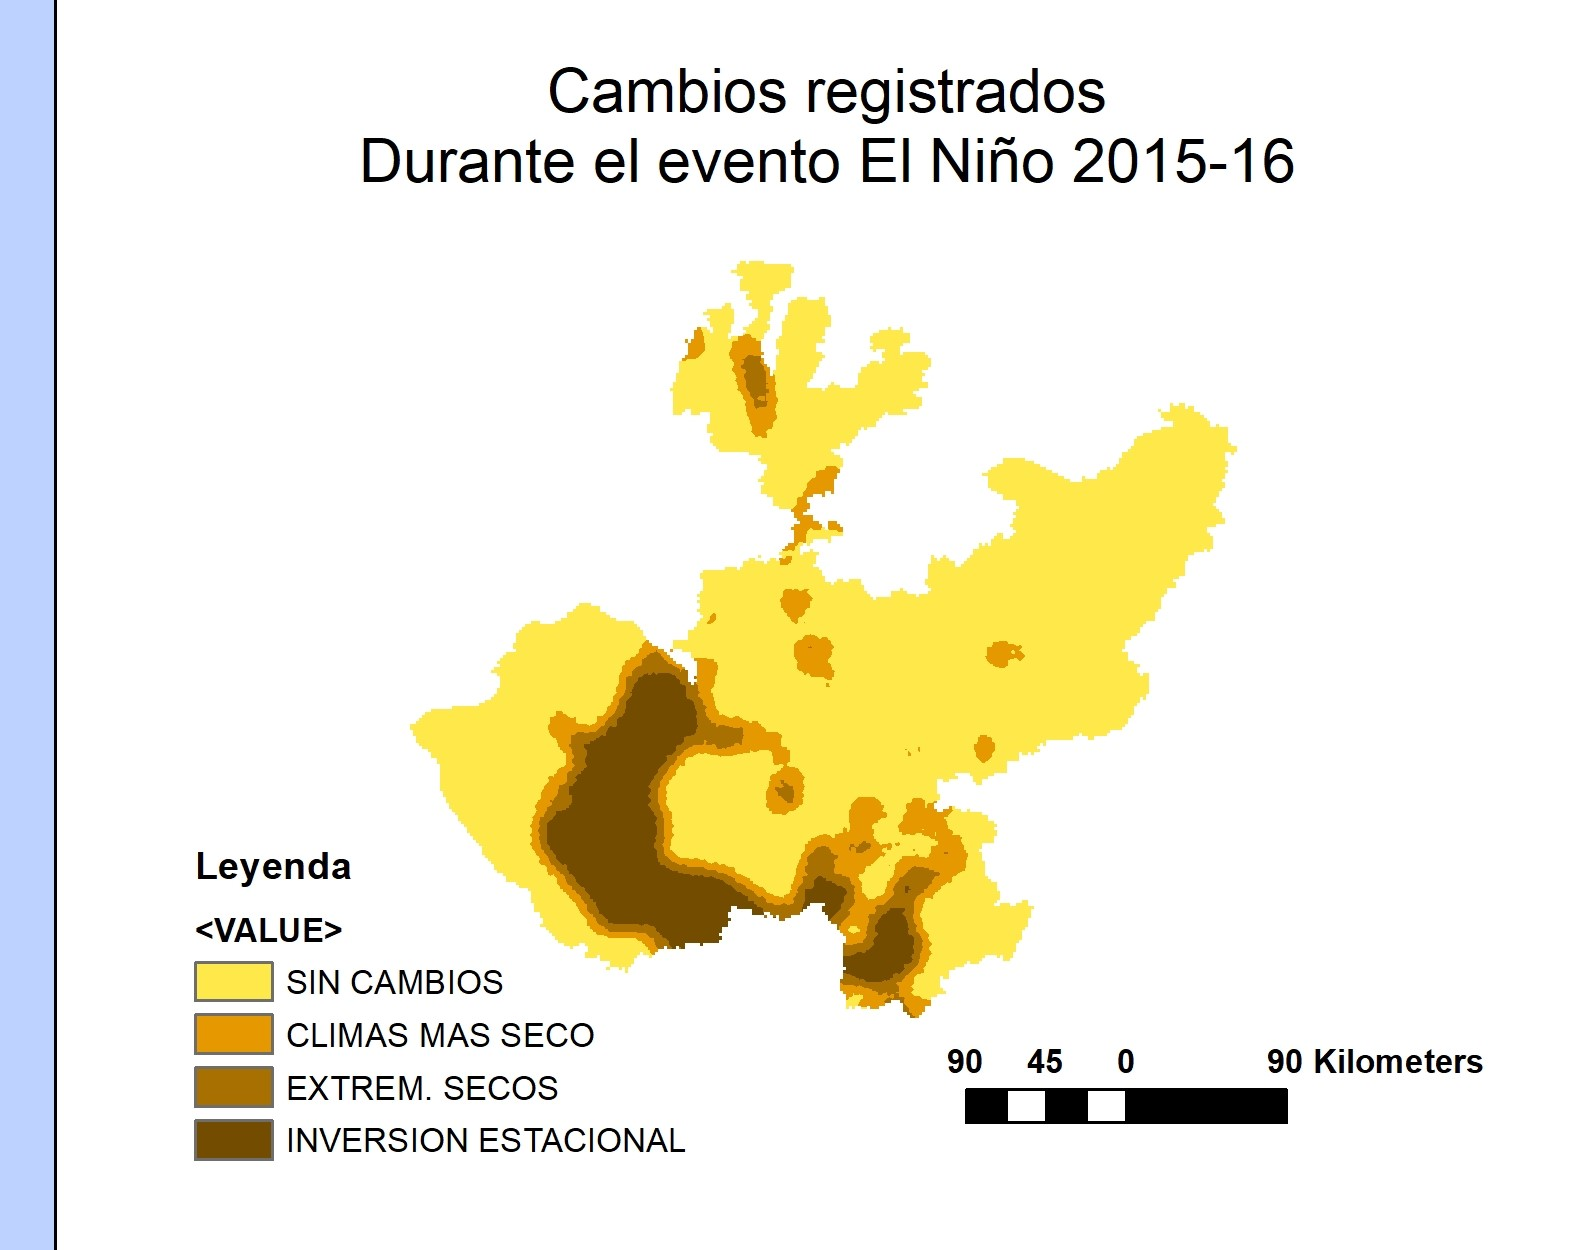 Cambios registrados
Durante el evento El Niño 2015-16
Leyenda
<VALUE>
SIN CAMBIOS
CLIMAS MAS SECO
EXTREM. SECOS
INVERSION ESTACIONAL
90 45 0 90 Kilometers